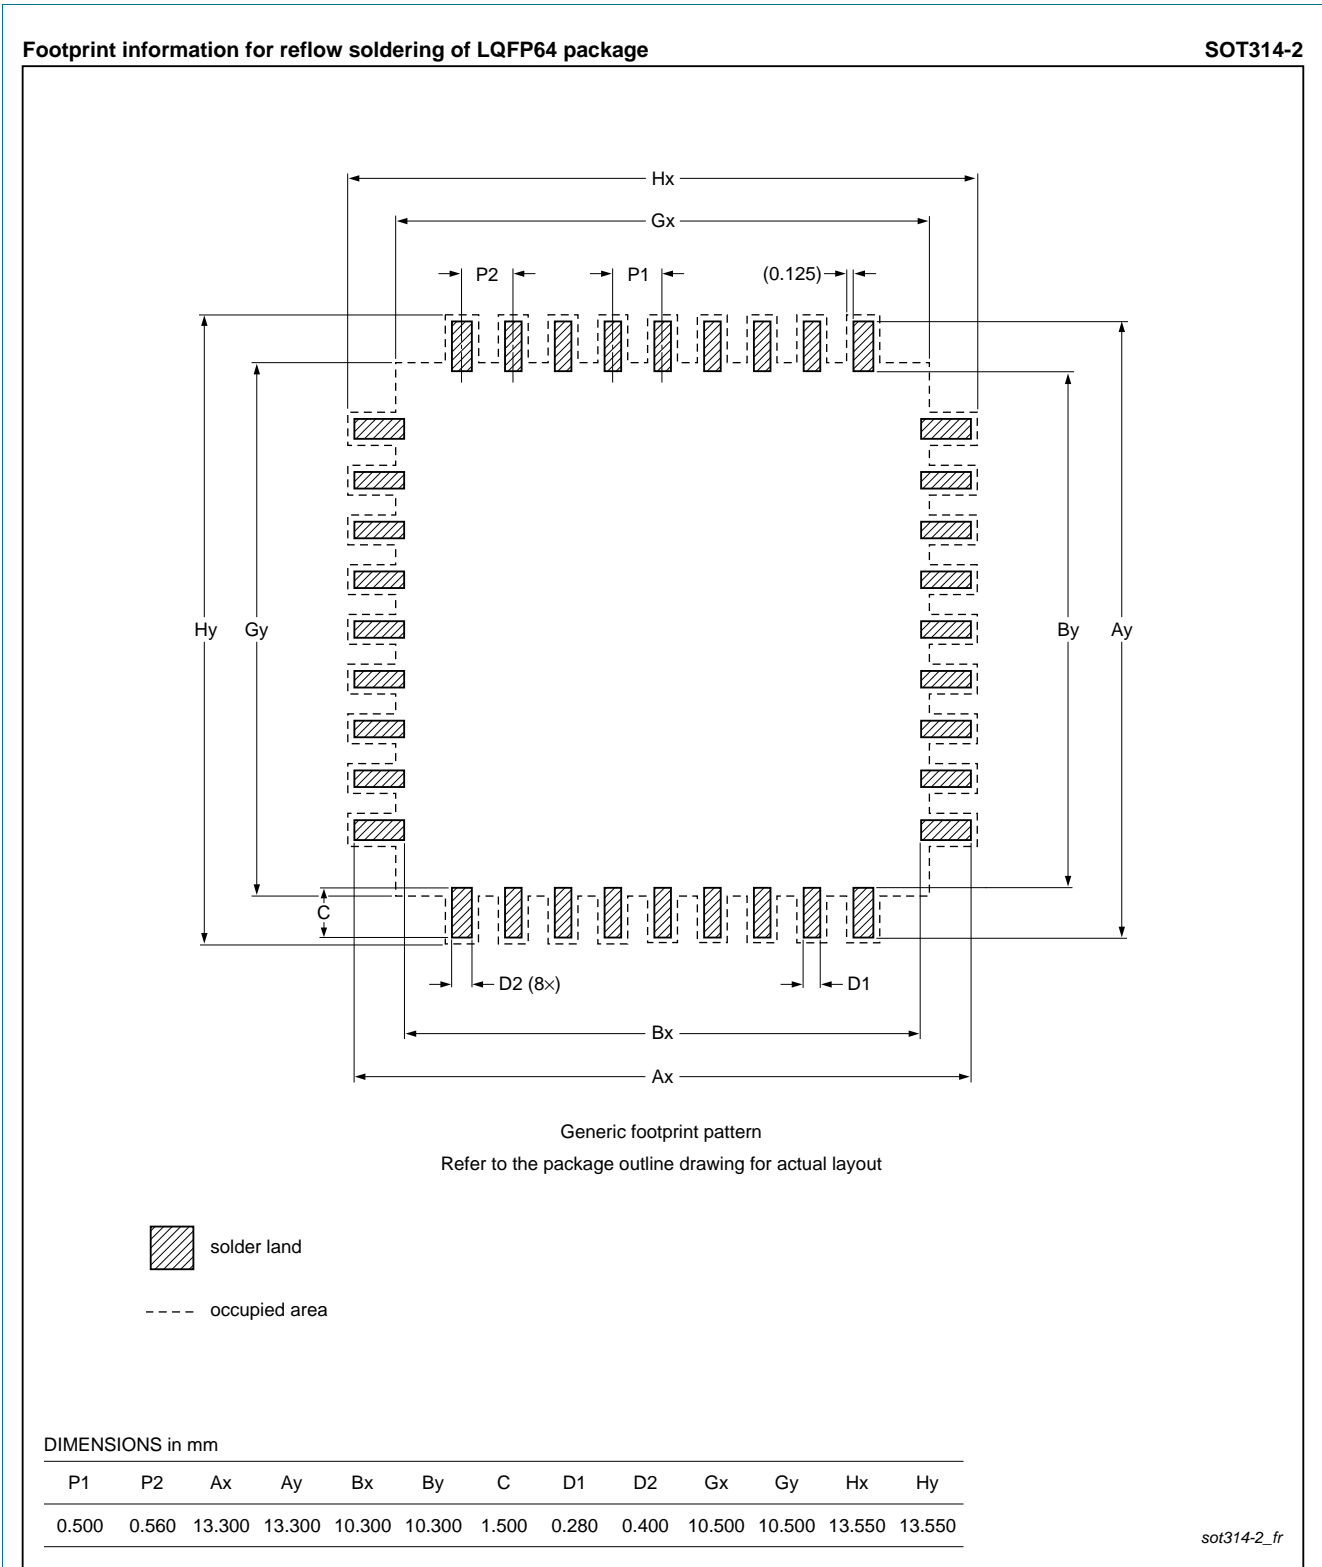 Footprint information for reflow soldering of LQFP64 package SOT314-2
Hx
Gx
P2 P1 (0.125)
Hy Gy By Ay
C
D2 (8×) D1
Bx
Ax
Generic footprint pattern
Refer to the package outline drawing for actual layout
solder land
occupied area
DIMENSIONS in mm
P1 P2 Ax Ay Bx By C D1 D2 Gx Gy Hx Hy
0.500 0.560 13.300 13.300 10.300 10.300 1.500 0.280 0.400 10.500 10.500 13.550 13.550
sot314-2_fr